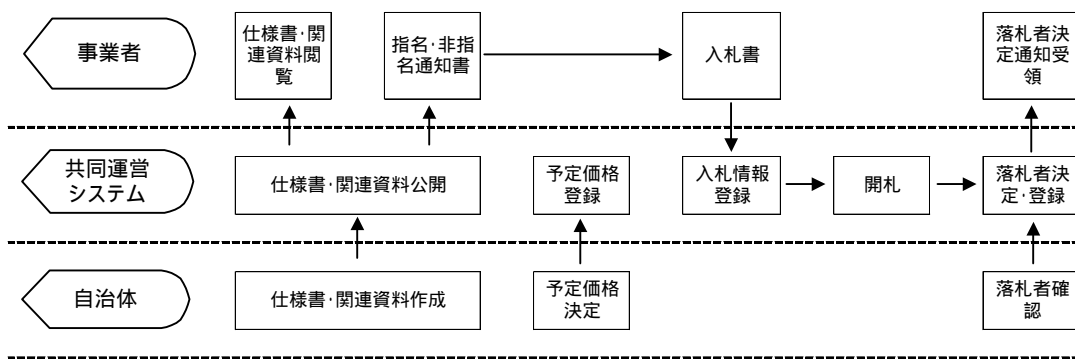 事業者
仕様書・関
連資料閲
覧
指名・非指
名通知書
入札書
落札者決
定通知受
領
共同運営
システム
仕様書・関連資料公開
予定価格
登録
入札情報
登録
開札
落札者決
定・登録
自治体
仕様書・関連資料作成
予定価格
決定
落札者確
認